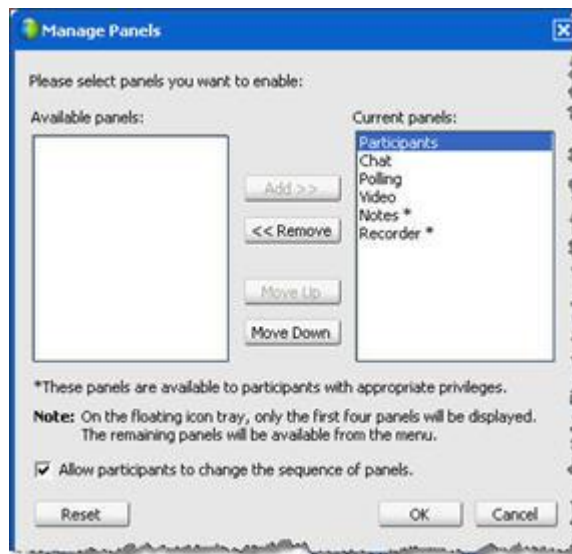 Manage Panels
Please select panels you want to enable:
Available panels:
Current panels:
Participants
Chat
Polling
Video
Notes *
Recorder *
Add >>
<< Remove
Move Up
Move Down
*These panels are available to participants with appropriate privileges.
Note: On the floating icon tray, only the first four panels will be displayed.
The remaining panels will be available from the menu.
Allow participants to change the sequence of panels.
Reset
OK
Cancel